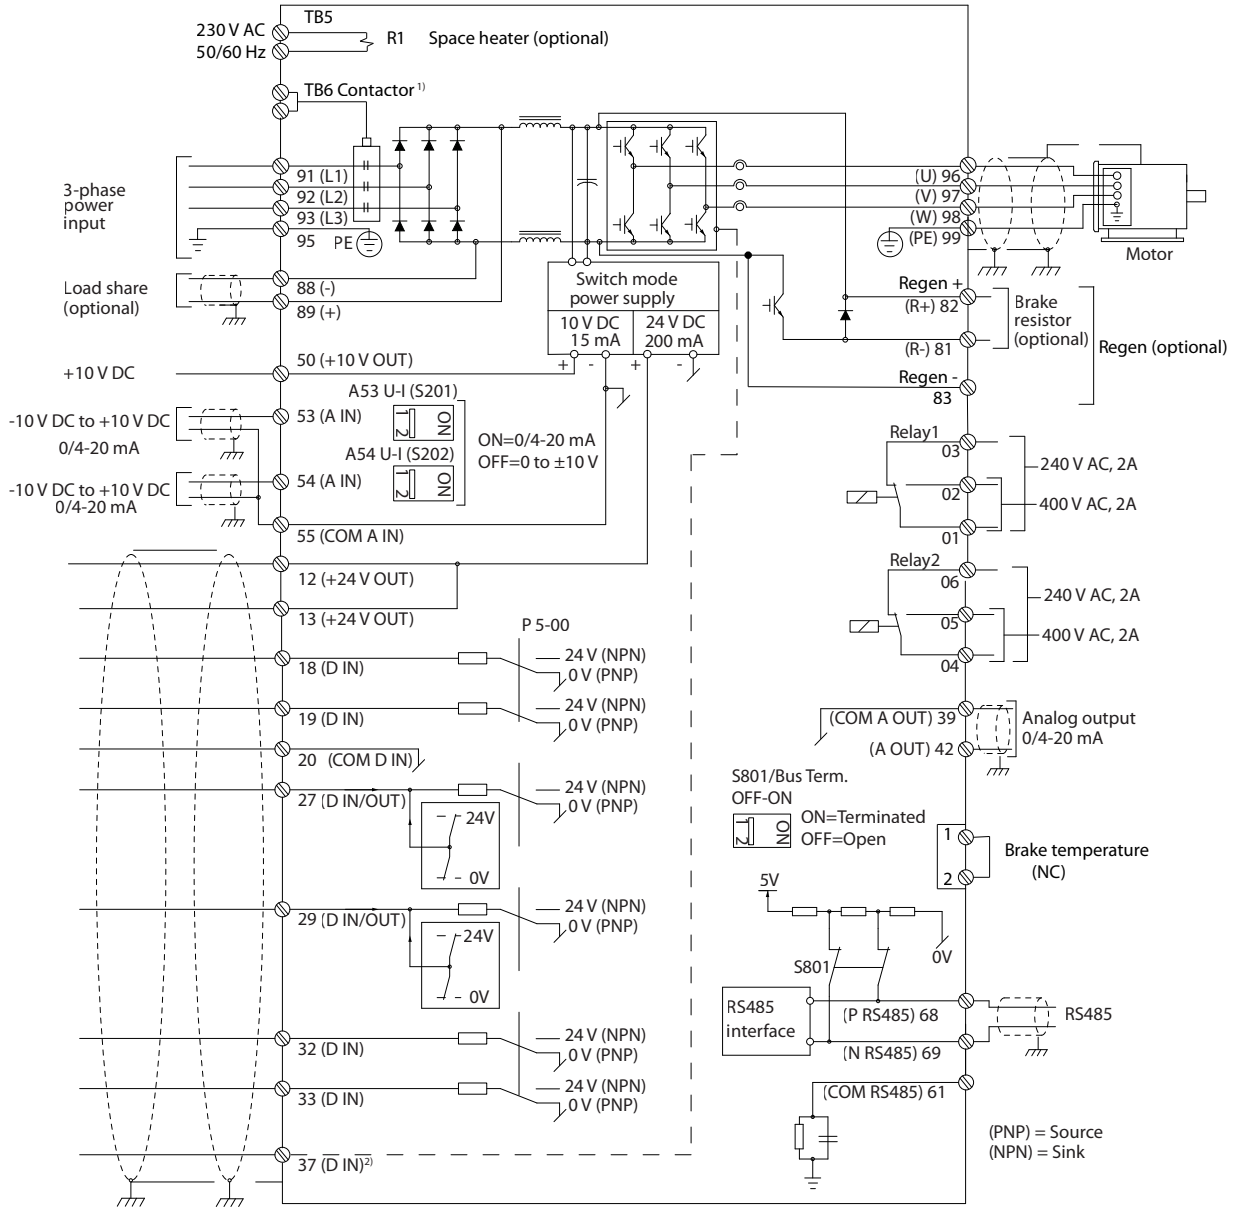 TB5
230 V AC
50/60 Hz
R1
Space heater (optional)
TB6 Contactor 1)
3-phase
power
input
91 (L1)
92 (L2)
93 (L3)
95
PE
(U) 96
(V) 97
(W) 98
(PE) 99
Motor
Load share
(optional)
88 (-)
89 (+)
Switch mode
power supply
10 V DC
15 mA
24 V DC
200 mA
+
-
+
-
Regen +
(R+) 82
Brake
resistor
(optional)
(R-) 81
Regen -
83
Regen (optional)
+10 V DC
50 (+10 V OUT)
A53 U-I (S201)
1 2
ON
-10 V DC to +10 V DC
0/4-20 mA
53 (A IN)
A54 U-I (S202)
1 2
ON
ON=0/4-20 mA
OFF=0 to ±10 V
-10 V DC to +10 V DC
0/4-20 mA
54 (A IN)
55 (COM A IN)
Relay1
03
02
01
240 V AC, 2A
400 V AC, 2A
12 (+24 V OUT)
13 (+24 V OUT)
Relay2
06
05
04
240 V AC, 2A
400 V AC, 2A
P 5-00
18 (D IN)
24 V (NPN)
0 V (PNP)
19 (D IN)
24 V (NPN)
0 V (PNP)
20 (COM D IN)
27 (D IN/OUT)
24 V (NPN)
0 V (PNP)
24V
0V
29 (D IN/OUT)
24 V (NPN)
0 V (PNP)
24V
0V
32 (D IN)
24 V (NPN)
0 V (PNP)
33 (D IN)
24 V (NPN)
0 V (PNP)
37 (D IN) 2)
(COM A OUT) 39
(A OUT) 42
Analog output
0/4-20 mA
S801/Bus Term.
OFF-ON
1 2
ON
ON=Terminated
OFF=Open
1
2
Brake temperature
(NC)
5V
0V
S801
RS485
interface
(P RS485) 68
(N RS485) 69
RS485
(COM RS485) 61
(PNP) = Source
(NPN) = Sink